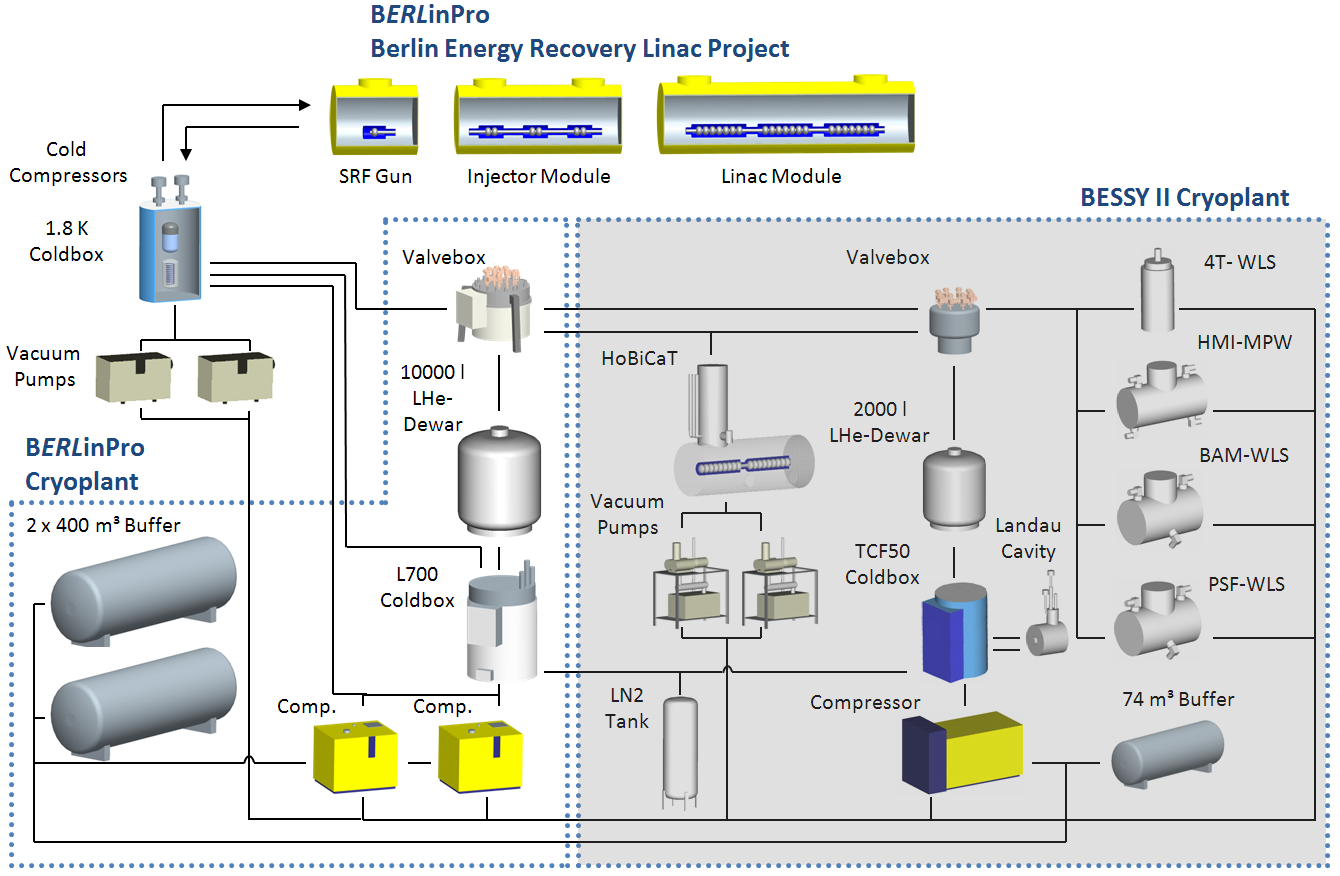 BERLinPro
Berlin Energy Recovery Linac Project
SRF Gun
Injector Module
Linac Module
Cold
Compressors
1.8 K
Coldbox
Vacuum
Pumps
BERLinPro
Cryoplant
2 x 400 m³ Buffer
Valvebox
10000 l
LHe-
Dewar
L700
Coldbox
Comp.
Comp.
BESSY II Cryoplant
Valvebox
HoBiCaT
2000 l
LHe-Dewar
Vacuum
Pumps
TCF50
Coldbox
Landau
Cavity
LN2
Tank
Compressor
74 m³ Buffer
4T- WLS
HMI-MPW
BAM-WLS
PSF-WLS